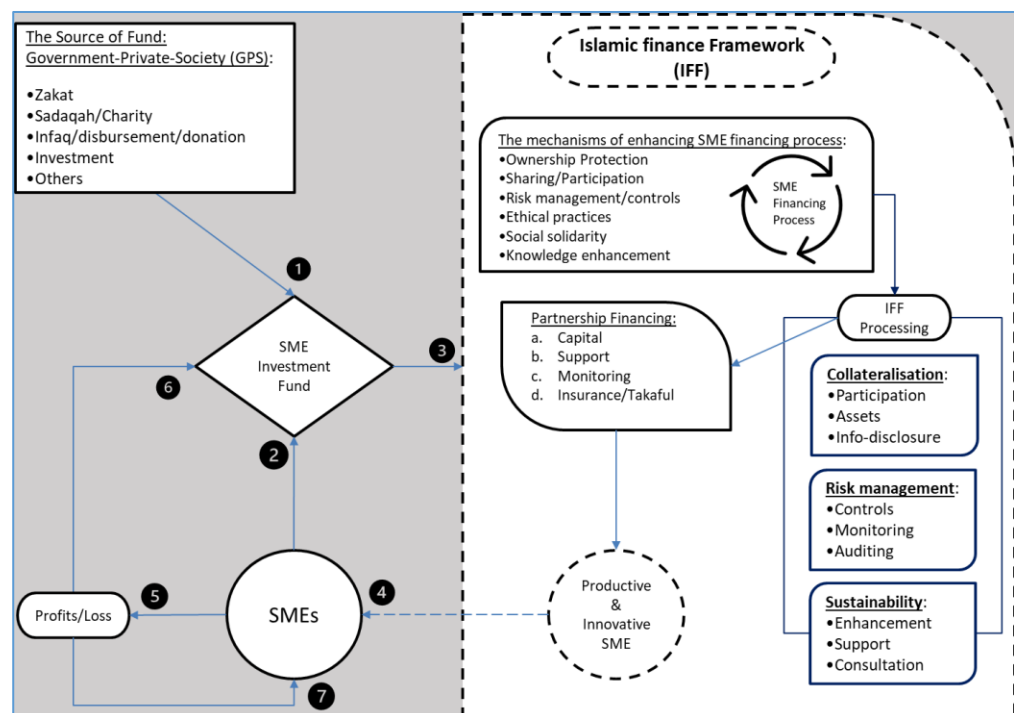 The Source of Fund:
Government-Private-Society (GPS):
•Zakat
•Sadaqah/Charity
•Infaq/disbursement/donation
•Investment
•Others
Islamic finance Framework
(IFF)
The mechanisms of enhancing SME financing process:
•Ownership Protection
•Sharing/Participation
•Risk management/controls
•Ethical practices
•Social solidarity
•Knowledge enhancement
SME
Financing
Process
1
SME
Investment
Fund
3
6
2
Partnership Financing:
a. Capital
b. Support
c. Monitoring
d. Insurance/Takaful
IFF
Processing
Collateralisation:
•Participation
•Assets
•Info-disclosure
Risk management:
•Controls
•Monitoring
•Auditing
Sustainability:
•Enhancement
•Support
•Consultation
Profits/Loss
5
SMEs
4
Productive
&
Innovative
SME
7